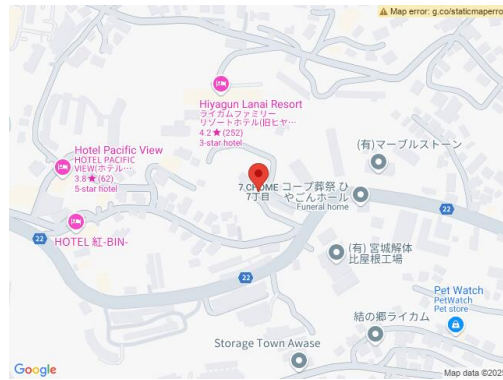 Map error: g.co/staticmaperro
Hiyagun Lanai Resort
ライカムファミリー
リゾートホテル(旧ヒヤ…
4.2★(252)
3-star hotel
(有)マーブルストーン
Hotel Pacific View
HOTEL PACIFIC
VIEW(ホテル…
3.8★(62)
5-star hotel
7.CHOME
7丁目
コープ葬祭 ひ
やごんホール
Funeral home
HOTEL 紅-BIN-
22
22
22
(有) 宮城解体
比屋根工場
Pet Watch
PetWatch
Pet store
結の郷ライカム
Storage Town Awase
Google
Map data ©2025